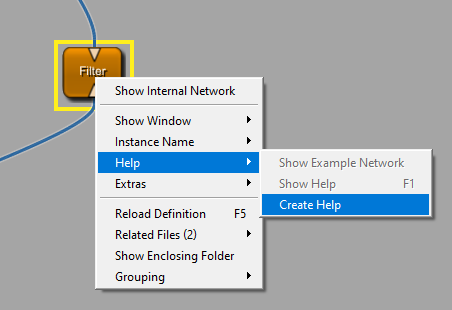 Filter
Show Internal Network
Show Window
Instance Name
Help
Extras
Reload Definition F5
Related Files (2)
Show Enclosing Folder
Grouping
Show Example Network
Show Help F1
Create Help